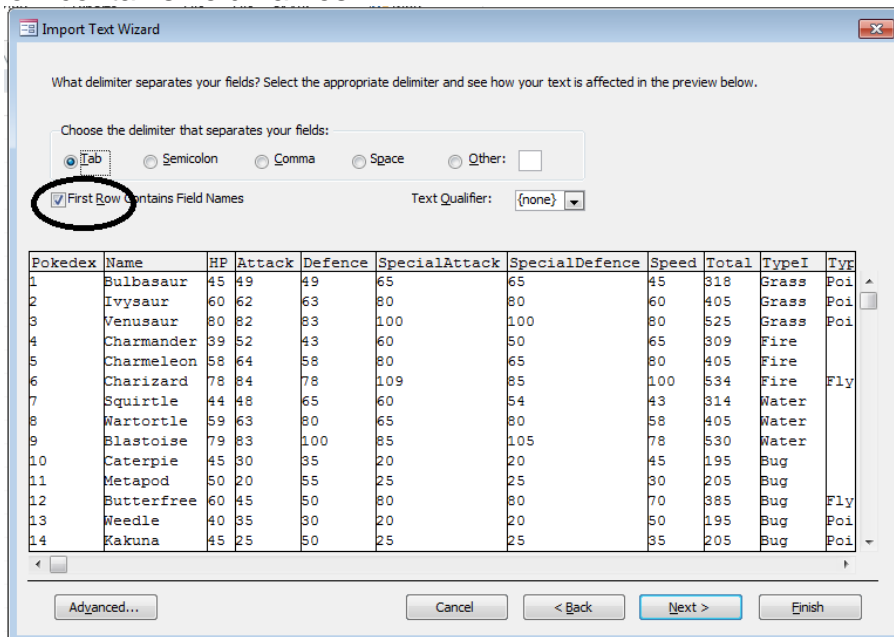 Import Text Wizard
What delimiter separates your fields? Select the appropriate delimiter and see how your text is affected in the preview below.
Choose the delimiter that separates your fields:
Tab Semicolon Comma Space Other:
First Row Contains Field Names Text Qualifier: {none}
Pokedex Name HP Attack Defence SpecialAttack SpecialDefence Speed Total TypeI Typ
1 Bulbasaur 45 49 49 65 65 45 318 Grass Poi
2 Ivysaur 60 62 63 80 80 60 405 Grass Poi
3 Venusaur 80 82 83 100 100 80 525 Grass Poi
4 Charmander 39 52 43 60 50 65 309 Fire
5 Charmeleon 58 64 58 80 65 80 405 Fire
6 Charizard 78 84 78 109 85 100 534 Fire Fly
7 Squirtle 44 48 65 60 54 43 314 Water
8 Wartortle 59 63 80 65 80 58 405 Water
9 Blastoise 79 83 100 85 105 78 530 Water
10 Caterpie 45 30 35 20 20 45 195 Bug
11 Metapod 50 20 55 25 25 30 205 Bug
12 Butterfree 60 45 50 80 80 70 385 Bug Fly
13 Weedle 40 35 30 20 20 50 195 Bug Poi
14 Kakuna 45 25 50 25 25 35 205 Bug Poi
Advanced... Cancel < Back Next > Finish